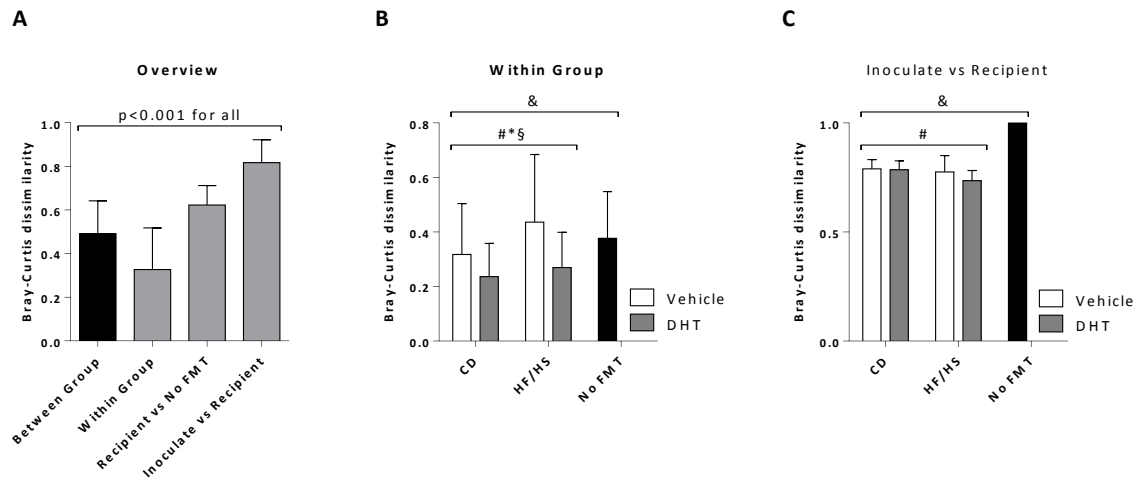 A
Overview
p<0.001 for all
Bray-Curtis dissimilarity
1.0
0.8
0.6
0.4
0.2
0.0
Between Group
Within Group
Recipient vs No FMT
Inoculate vs Recipient
B
Within Group
&
#*§
Bray-Curtis dissimilarity
0.8
0.6
0.4
0.2
0.0
CD
HF/HS
No FMT
Vehicle
DHT
C
Inoculate vs Recipient
&
#
Bray-Curtis dissimilarity
1.0
0.5
0.0
CD
HF/HS
No FMT
Vehicle
DHT